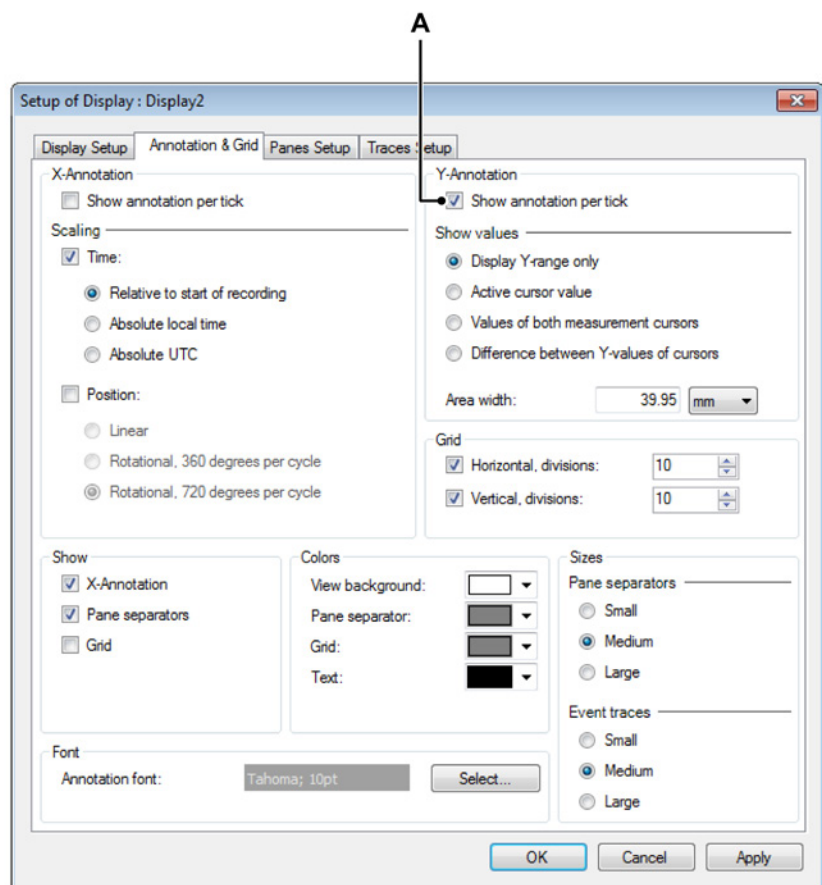 A
Setup of Display : Display2
Display Setup Annotation & Grid Panes Setup Traces Setup
X-Annotation
Show annotation per tick
Scaling
Time:
Relative to start of recording
Absolute local time
Absolute UTC
Position:
Linear
Rotational, 360 degrees per cycle
Rotational, 720 degrees per cycle
Y-Annotation
Show annotation per tick
Show values
Display Y-range only
Active cursor value
Values of both measurement cursors
Difference between Y-values of cursors
Area width: 39.95 mm
Grid
Horizontal, divisions: 10
Vertical, divisions: 10
Show
X-Annotation
Pane separators
Grid
Colors
View background:
Pane separator:
Grid:
Text:
Sizes
Pane separators
Small
Medium
Large
Event traces
Small
Medium
Large
Font
Annotation font: Tahoma; 10pt Select...
OK Cancel Apply